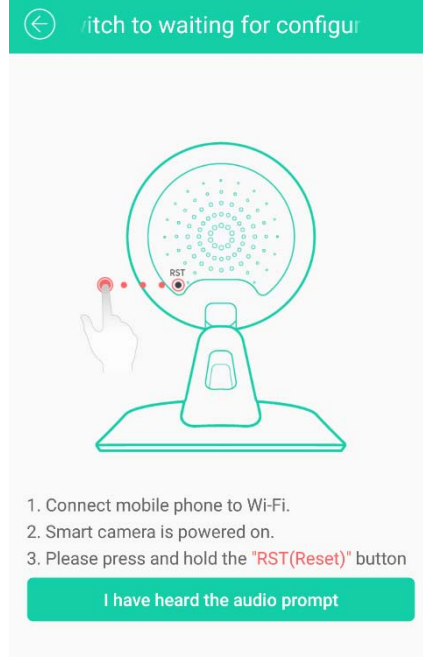 itch to waiting for configur
RST
1. Connect mobile phone to Wi-Fi.
2. Smart camera is powered on.
3. Please press and hold the "RST(Reset)" button
I have heard the audio prompt